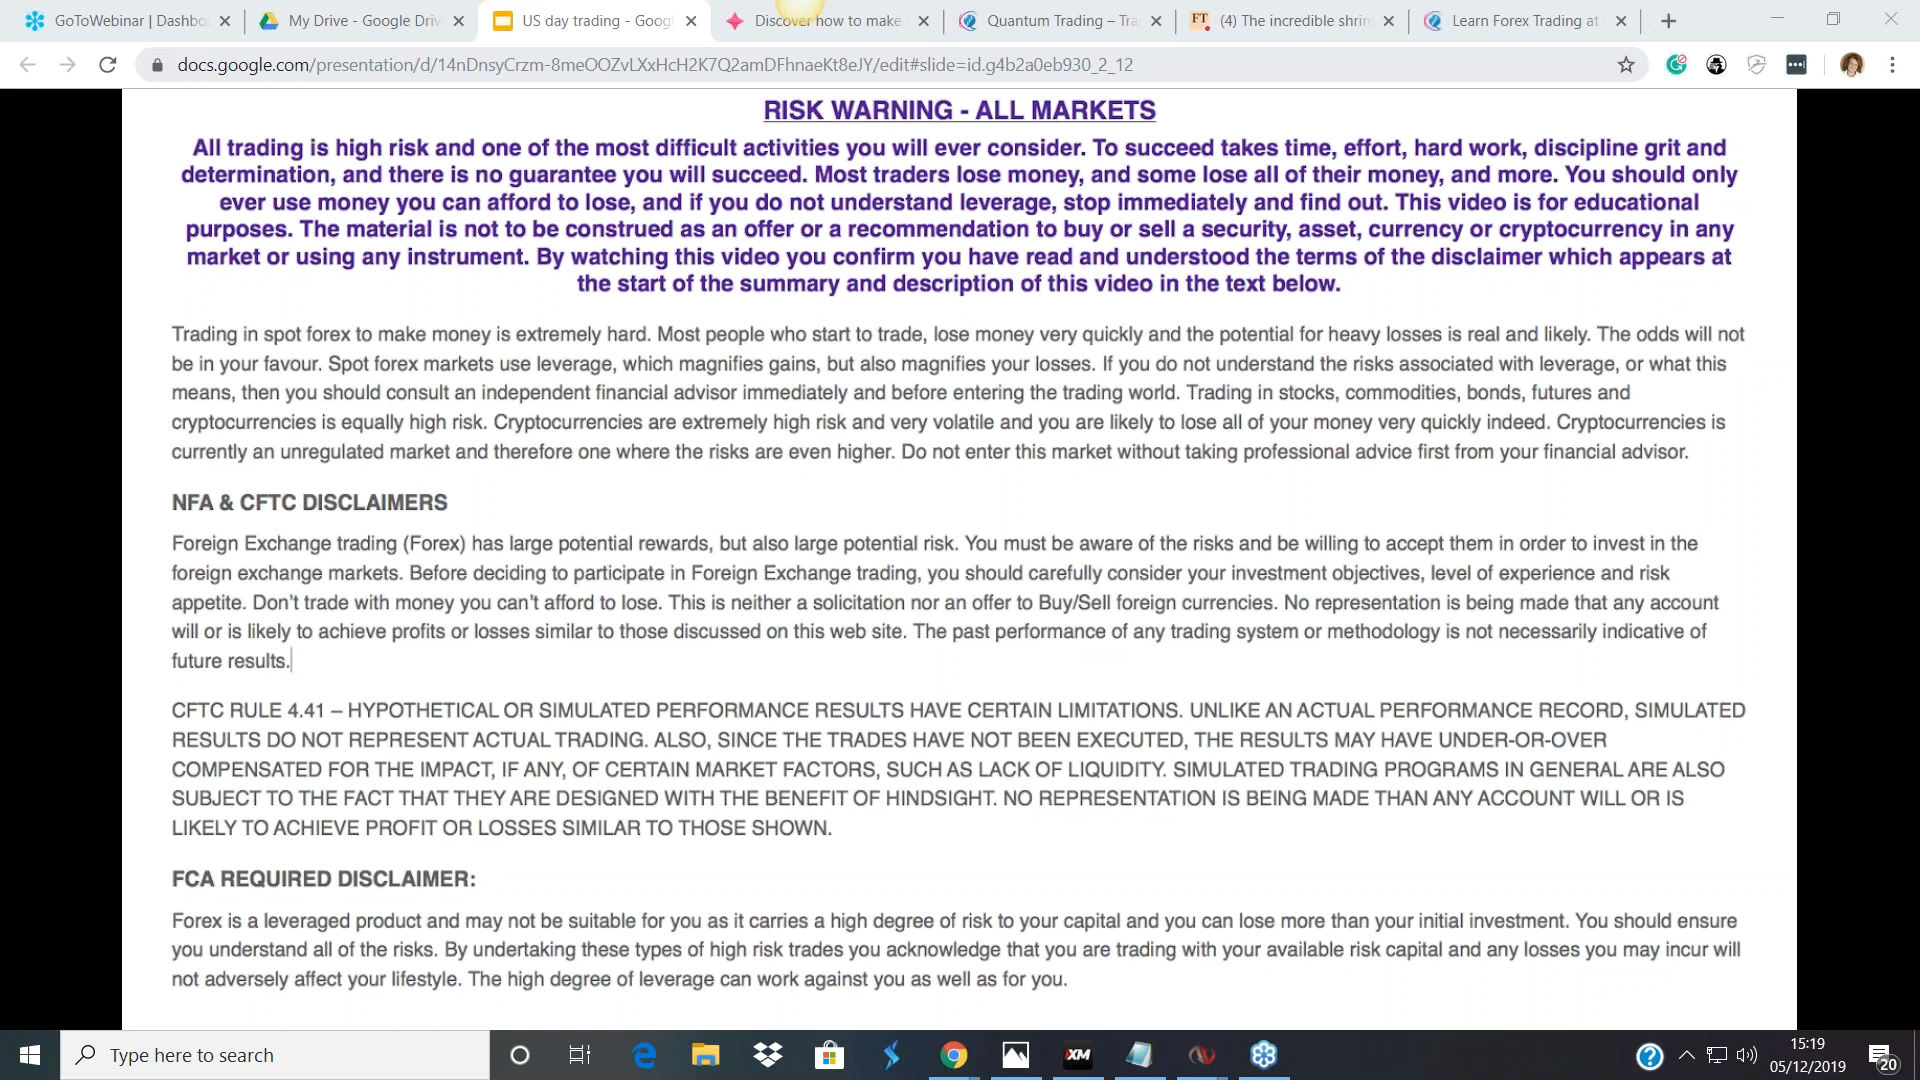 GoToWebinar | Dashbo
My Drive - Google Driv
US day trading - Googl
Discover how to make
Quantum Trading – Tra
(4) The incredible shrin
Learn Forex Trading at
docs.google.com/presentation/d/14nDnsyCrzm-8meOOZvLXxHcH2K7Q2amDFhnaeKt8eJY/edit#slide=id.g4b2a0eb930_2_12
RISK WARNING - ALL MARKETS
All trading is high risk and one of the most difficult activities you will ever consider. To succeed takes time, effort, hard work, discipline grit and
determination, and there is no guarantee you will succeed. Most traders lose money, and some lose all of their money, and more. You should only
ever use money you can afford to lose, and if you do not understand leverage, stop immediately and find out. This video is for educational
purposes. The material is not to be construed as an offer or a recommendation to buy or sell a security, asset, currency or cryptocurrency in any
market or using any instrument. By watching this video you confirm you have read and understood the terms of the disclaimer which appears at
the start of the summary and description of this video in the text below.
Trading in spot forex to make money is extremely hard. Most people who start to trade, lose money very quickly and the potential for heavy losses is real and likely. The odds will not
be in your favour. Spot forex markets use leverage, which magnifies gains, but also magnifies your losses. If you do not understand the risks associated with leverage, or what this
means, then you should consult an independent financial advisor immediately and before entering the trading world. Trading in stocks, commodities, bonds, futures and
cryptocurrencies is equally high risk. Cryptocurrencies are extremely high risk and very volatile and you are likely to lose all of your money very quickly indeed. Cryptocurrencies is
currently an unregulated market and therefore one where the risks are even higher. Do not enter this market without taking professional advice first from your financial advisor.
NFA & CFTC DISCLAIMERS
Foreign Exchange trading (Forex) has large potential rewards, but also large potential risk. You must be aware of the risks and be willing to accept them in order to invest in the
foreign exchange markets. Before deciding to participate in Foreign Exchange trading, you should carefully consider your investment objectives, level of experience and risk
appetite. Don't trade with money you can't afford to lose. This is neither a solicitation nor an offer to Buy/Sell foreign currencies. No representation is being made that any account
will or is likely to achieve profits or losses similar to those discussed on this web site. The past performance of any trading system or methodology is not necessarily indicative of
future results.
CFTC RULE 4.41 – HYPOTHETICAL OR SIMULATED PERFORMANCE RESULTS HAVE CERTAIN LIMITATIONS. UNLIKE AN ACTUAL PERFORMANCE RECORD, SIMULATED
RESULTS DO NOT REPRESENT ACTUAL TRADING. ALSO, SINCE THE TRADES HAVE NOT BEEN EXECUTED, THE RESULTS MAY HAVE UNDER-OR-OVER
COMPENSATED FOR THE IMPACT, IF ANY, OF CERTAIN MARKET FACTORS, SUCH AS LACK OF LIQUIDITY. SIMULATED TRADING PROGRAMS IN GENERAL ARE ALSO
SUBJECT TO THE FACT THAT THEY ARE DESIGNED WITH THE BENEFIT OF HINDSIGHT. NO REPRESENTATION IS BEING MADE THAN ANY ACCOUNT WILL OR IS
LIKELY TO ACHIEVE PROFIT OR LOSSES SIMILAR TO THOSE SHOWN.
FCA REQUIRED DISCLAIMER:
Forex is a leveraged product and may not be suitable for you as it carries a high degree of risk to your capital and you can lose more than your initial investment. You should ensure
you understand all of the risks. By undertaking these types of high risk trades you acknowledge that you are trading with your available risk capital and any losses you may incur will
not adversely affect your lifestyle. The high degree of leverage can work against you as well as for you.
Type here to search
XM
15:19
05/12/2019
20